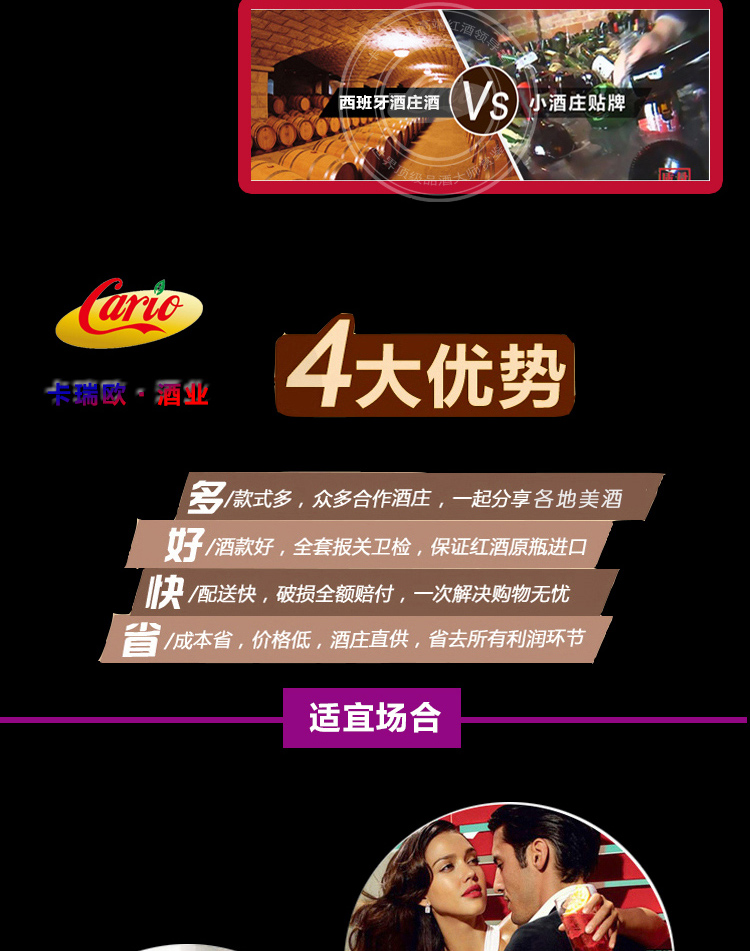 西班牙酒庄酒
Vs
小酒庄贴牌
Cario
卡瑞欧·酒业
4大优势
多/款式多，众多合作酒庄，一起分享各地美酒
好/酒款好，全套报关卫检，保证红酒原瓶进口
快/配送快，破损全额赔付，一次解决购物无忧
省/成本省，价格低，酒庄直供，省去所有利润环节
适宜场合